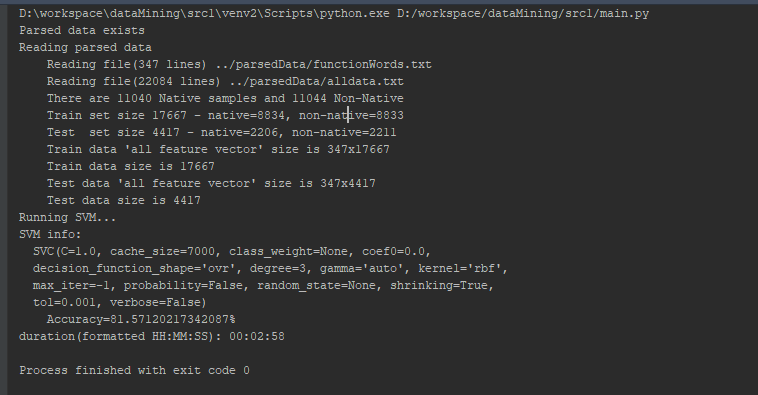 D:\workspace\dataMining\src1\venv2\Scripts\python.exe D:/workspace/dataMining/src1/main.py
Parsed data exists
Reading parsed data
    Reading file(347 lines) ../parsedData/functionWords.txt
    Reading file(22084 lines) ../parsedData/alldata.txt
    There are 11040 Native samples and 11044 Non-Native
    Train set size 17667 - native=8834, non-native=8833
    Test  set size 4417 - native=2206, non-native=2211
    Train data 'all feature vector' size is 347x17667
    Train data size is 17667
    Test data 'all feature vector' size is 347x4417
    Test data size is 4417
Running SVM...
SVM info:
  SVC(C=1.0, cache_size=7000, class_weight=None, coef0=0.0,
  decision_function_shape='ovr', degree=3, gamma='auto', kernel='rbf',
  max_iter=-1, probability=False, random_state=None, shrinking=True,
  tol=0.001, verbose=False)
    Accuracy=81.57120217342087%
duration(formatted HH:MM:SS): 00:02:58

Process finished with exit code 0